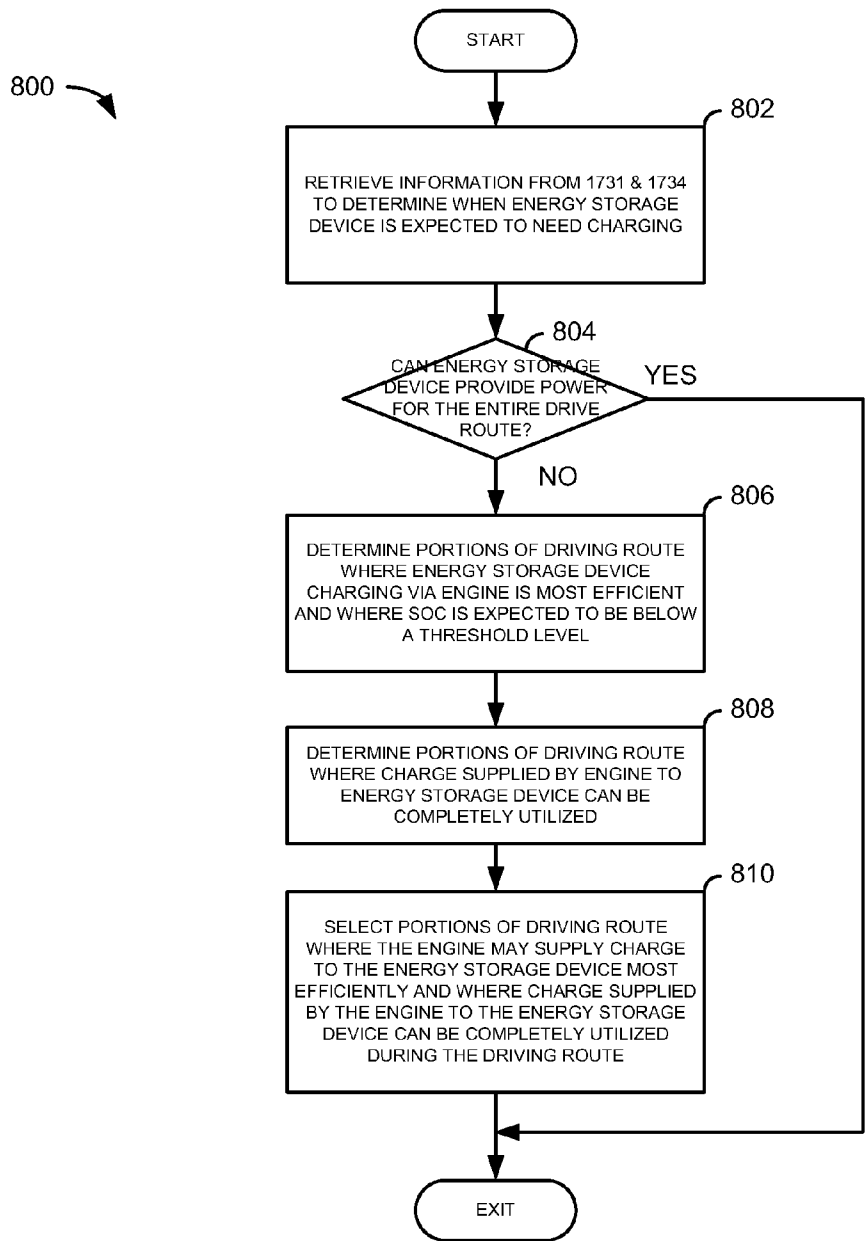 START
800
802
RETRIEVE INFORMATION FROM 1731 & 1734
TO DETERMINE WHEN ENERGY STORAGE
DEVICE IS EXPECTED TO NEED CHARGING
804
CAN ENERGY STORAGE
DEVICE PROVIDE POWER
FOR THE ENTIRE DRIVE
ROUTE?
YES
NO
806
DETERMINE PORTIONS OF DRIVING ROUTE
WHERE ENERGY STORAGE DEVICE
CHARGING VIA ENGINE IS MOST EFFICIENT
AND WHERE SOC IS EXPECTED TO BE BELOW
A THRESHOLD LEVEL
808
DETERMINE PORTIONS OF DRIVING ROUTE
WHERE CHARGE SUPPLIED BY ENGINE TO
ENERGY STORAGE DEVICE CAN BE
COMPLETELY UTILIZED
810
SELECT PORTIONS OF DRIVING ROUTE
WHERE THE ENGINE MAY SUPPLY CHARGE
TO THE ENERGY STORAGE DEVICE MOST
EFFICIENTLY AND WHERE CHARGE SUPPLIED
BY THE ENGINE TO THE ENERGY STORAGE
DEVICE CAN BE COMPLETELY UTILIZED
DURING THE DRIVING ROUTE
EXIT